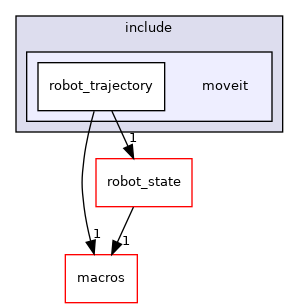 include
robot_trajectory
moveit
1
robot_state
1
1
macros